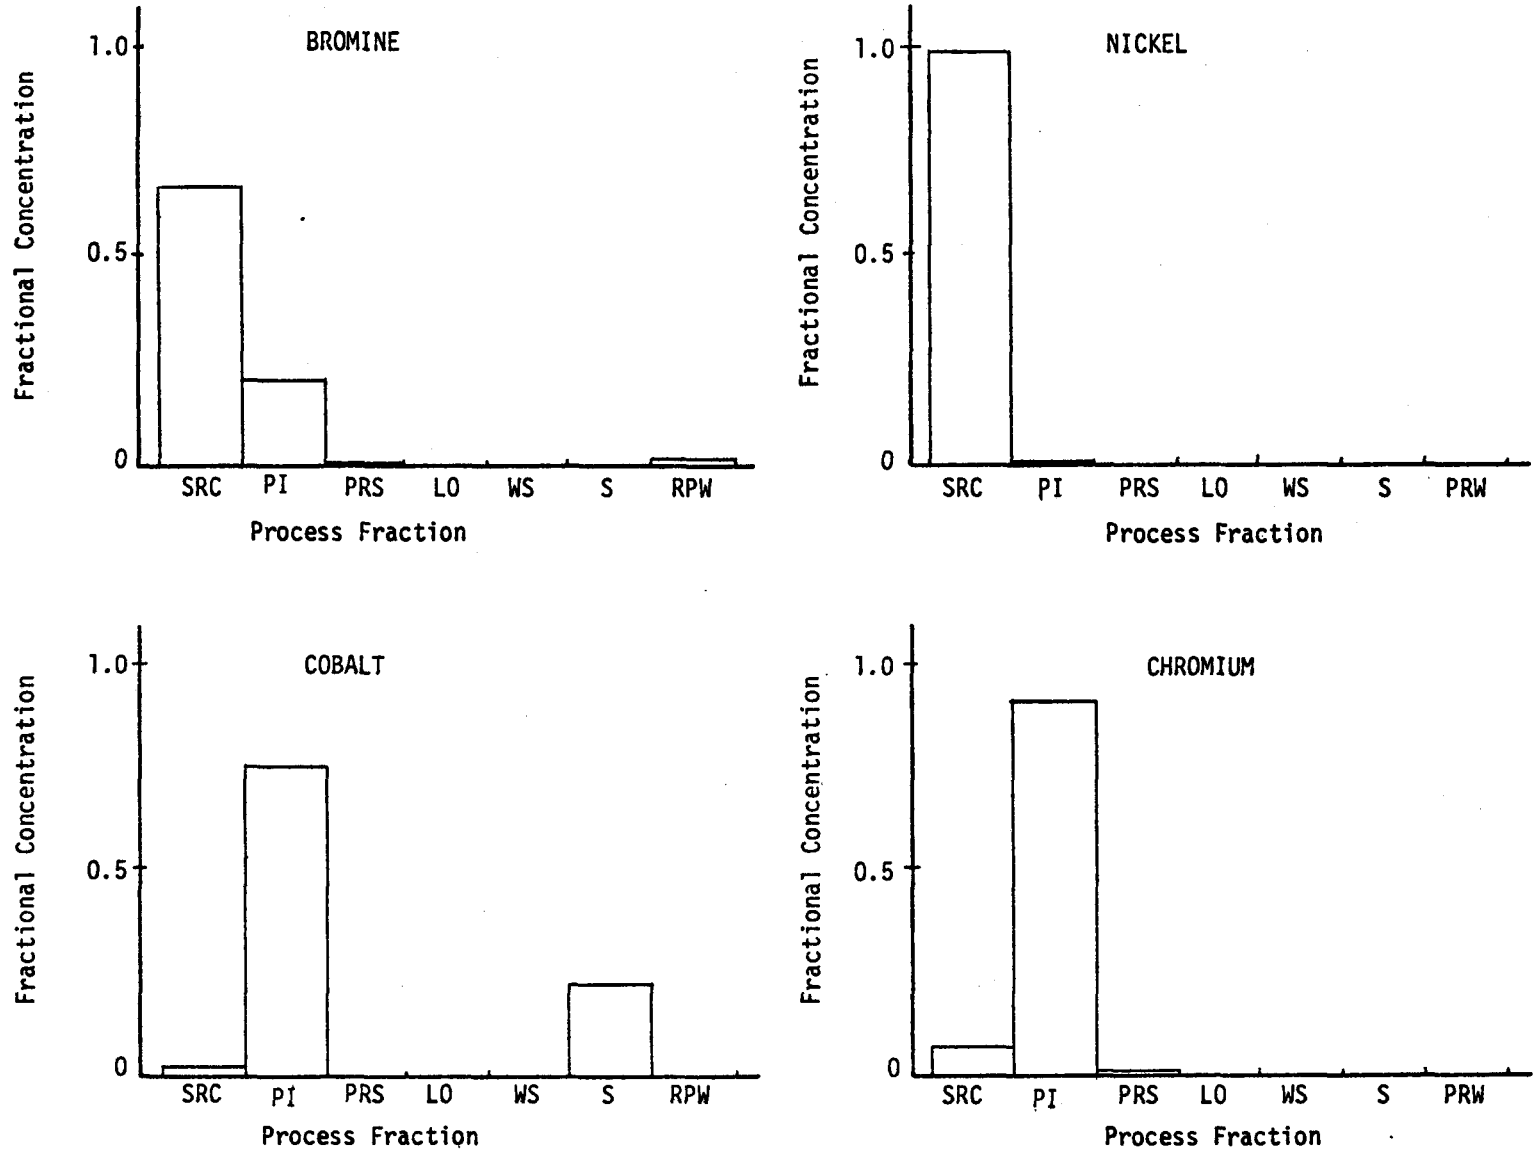 BROMINE
1.0
0.5
0
Fractional Concentration
SRC PI PRS LO WS S RPW
Process Fraction
NICKEL
1.0
0.5
0
Fractional Concentration
SRC PI PRS LO WS S PRW
Process Fraction
COBALT
1.0
0.5
0
Fractional Concentration
SRC PI PRS LO WS S RPW
Process Fraction
CHROMIUM
1.0
0.5
0
Fractional Concentration
SRC PI PRS LO WS S PRW
Process Fraction